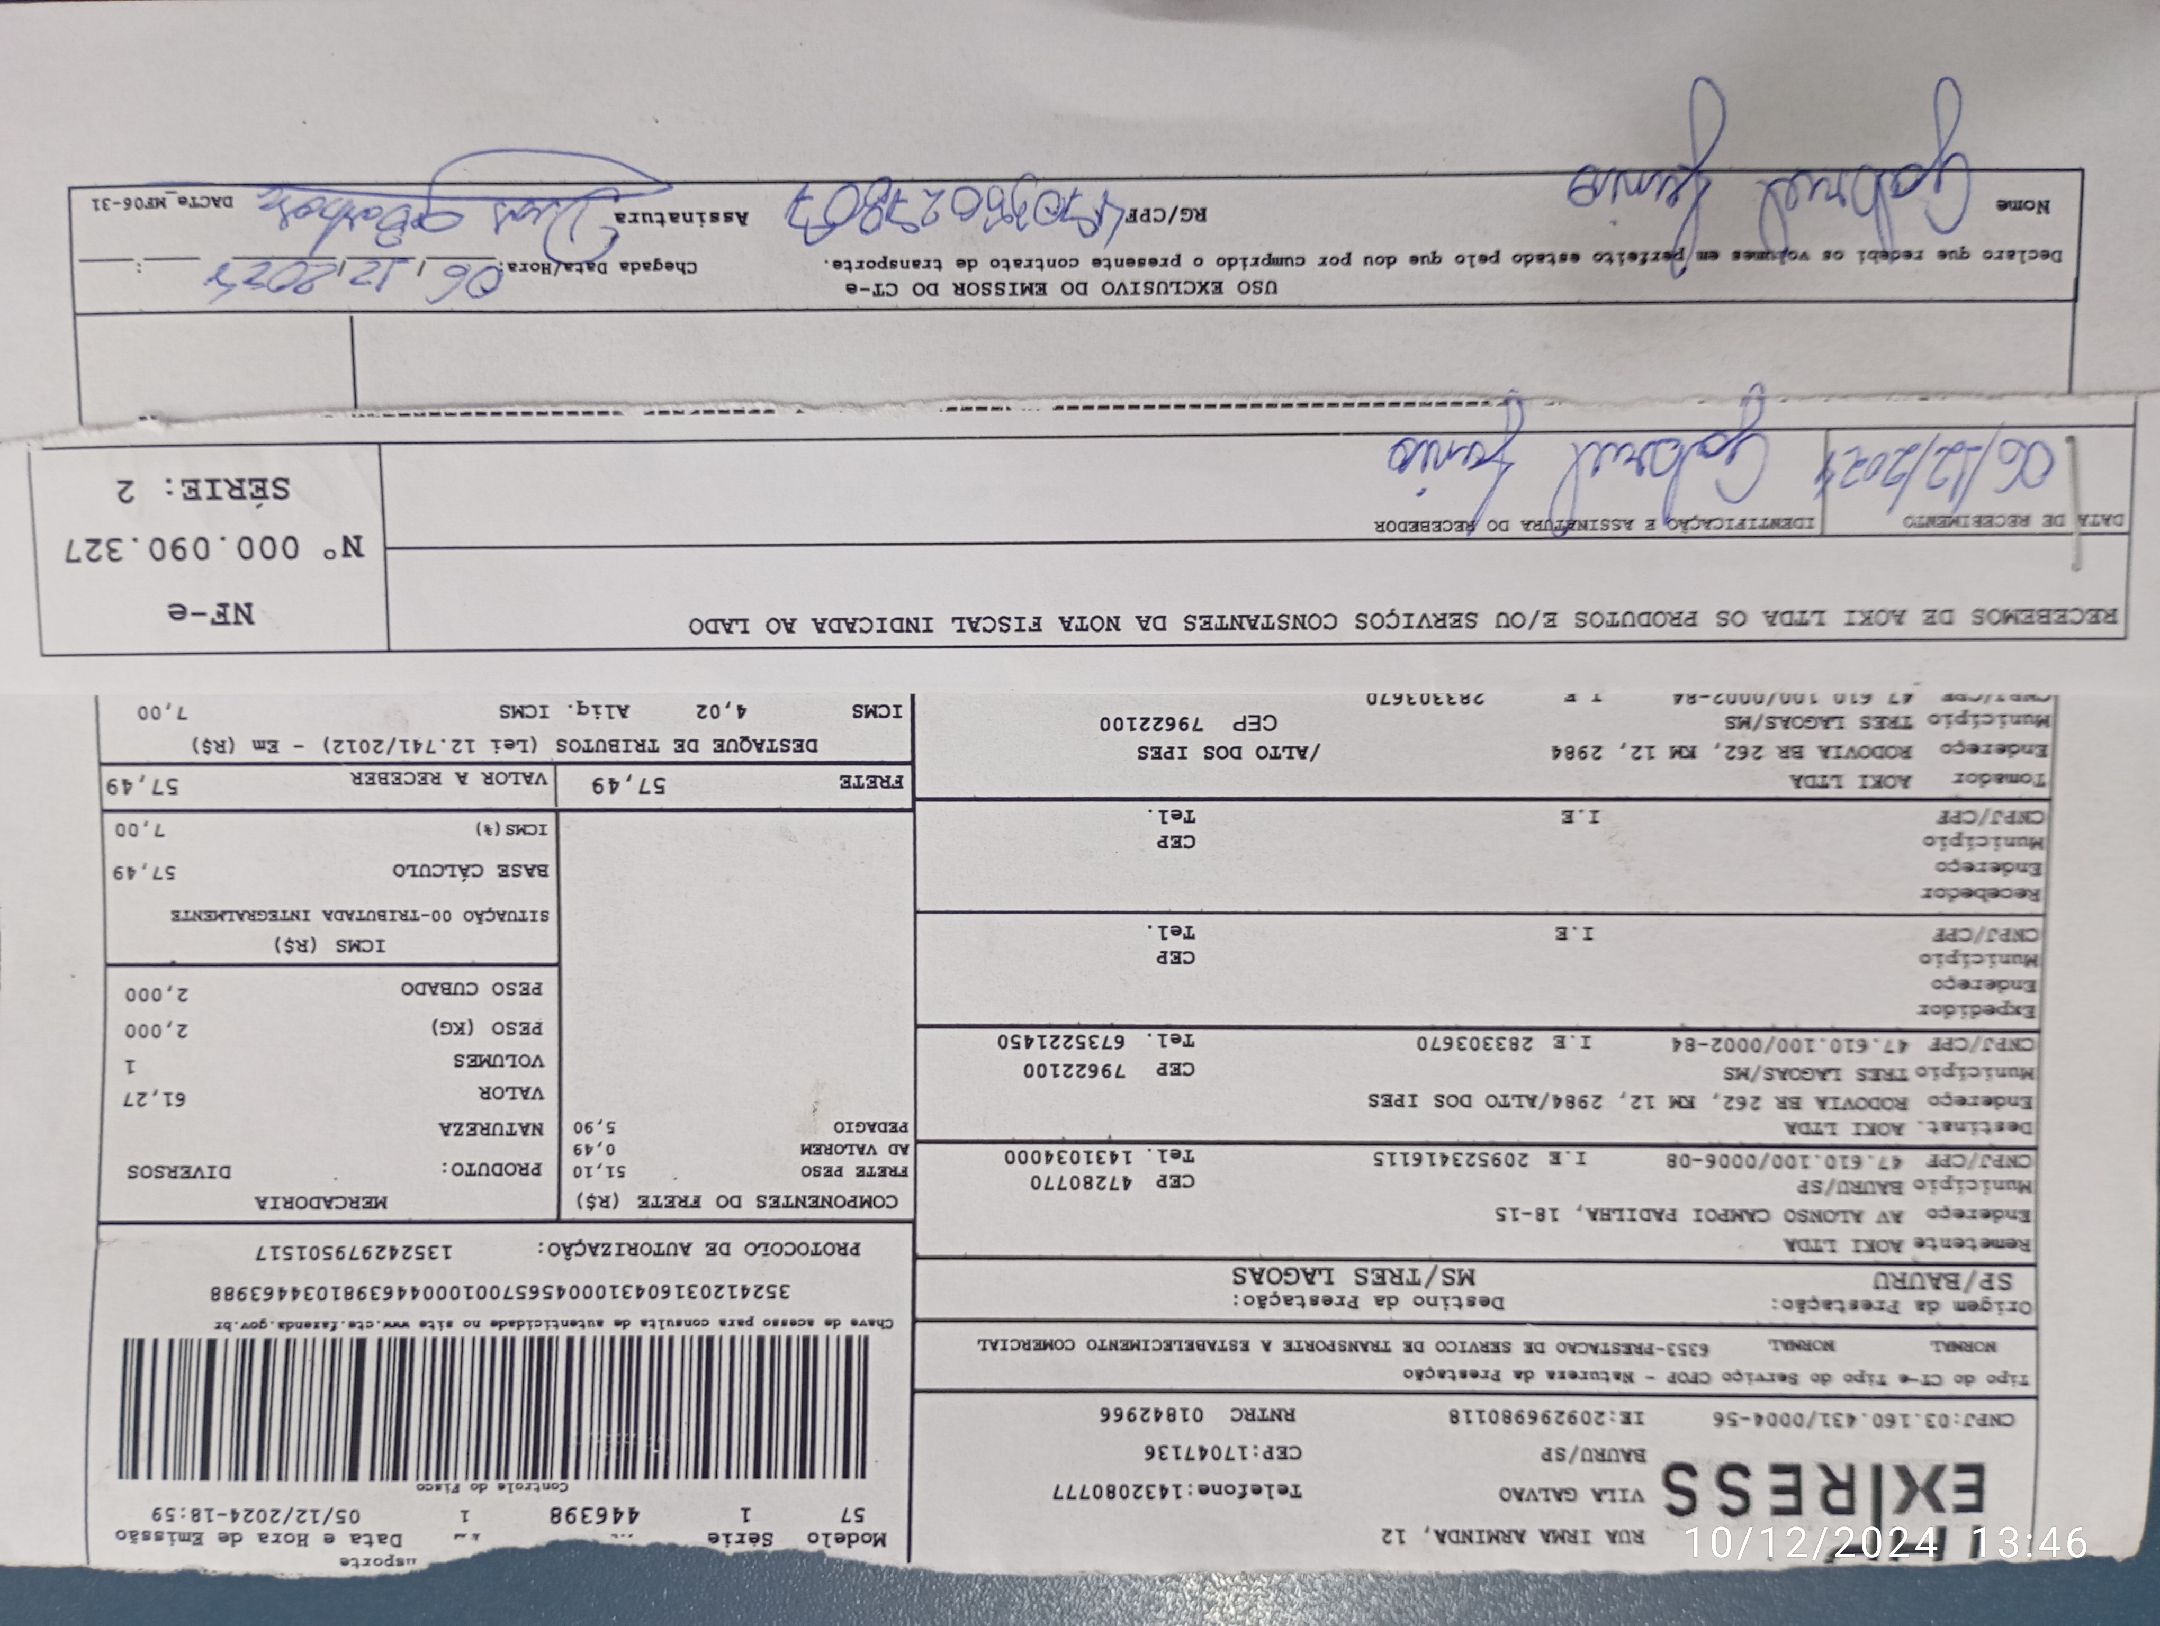 RUA IRMA ARMINDA, 12
EXPRESS
VILA GALVAO
Telefone:1432080777
BAURU/SP
CEP:17047136
CNPJ:03.160.431/0004-56 IE:209296980118 RNTRC 01842966
Tipo do CT-e Tipo do Serviço CFOP - Natureza da Prestação
NORMAL NORMAL 6353-PRESTACAO DE SERVICO DE TRANSPORTE A ESTABELECIMENTO COMERCIAL
Origem da Prestação: Destino da Prestação:
SP/BAURU MS/TRES LAGOAS
Remetente AOKI LTDA
Endereço AV ALONSO CAMPOI PADILHA, 18-15
Município BAURU/SP CEP 47280770
CNPJ/CPF 47.610.100/0006-08 I.E 209523416115 Tel. 1431034000
Destinat. AOKI LTDA
Endereço RODOVIA BR 262, KM 12, 2984/ALTO DOS IPES
Município TRES LAGOAS/MS CEP 79622100
CNPJ/CPF 47.610.100/0002-84 I.E 283303670 Tel. 6735221450
Expedidor
Endereço
Município CEP
CNPJ/CPF I.E Tel.
Recebedor
Endereço
Município CEP
CNPJ/CPF I.E Tel.
Tomador AOKI LTDA
Endereço RODOVIA BR 262, KM 12, 2984 /ALTO DOS IPES
Município TRES LAGOAS/MS CEP 79622100
CNPJ/CPF 47.610.100/0002-84 I.E 283303670
Modelo Série Data e Hora de Emissão
57 1 446398 1 05/12/2024-18:59
Controle do Fisco
Chave de acesso para consulta de autenticidade no site www.cte.fazenda.gov.br
35241203160431000456570010004463981034463988
PROTOCOLO DE AUTORIZAÇÃO: 135242979501517
COMPONENTES DO FRETE (R$)
FRETE PESO 51,10
AD VALOREM 0,49
PEDAGIO 5,90
MERCADORIA
PRODUTO: DIVERSOS
NATUREZA
VALOR 61,27
VOLUMES 1
PESO (KG) 2,000
PESO CUBADO 2,000
ICMS (R$)
SITUAÇÃO 00-TRIBUTADA INTEGRALMENTE
BASE CÁLCULO 57,49
ICMS(%) 7,00
FRETE 57,49 VALOR A RECEBER 57,49
DESTAQUE DE TRIBUTOS (Lei 12.741/2012) - Em (R$)
ICMS 4,02 Aliq. ICMS 7,00
RECEBEMOS DE AOKI LTDA OS PRODUTOS E/OU SERVIÇOS CONSTANTES DA NOTA FISCAL INDICADA AO LADO
DATA DE RECEBIMENTO
06/12/2024
IDENTIFICAÇÃO E ASSINATURA DO RECEBEDOR
Gabriel Junio
NF-e
Nº 000.090.327
SÉRIE: 2
USO EXCLUSIVO DO EMISSOR DO CT-e
Declaro que recebi os volumes em perfeito estado pelo que dou por cumprido o presente contrato de transporte.
Chegada Data/Hora: 06/12/2024 :
Nome Gabriel Junio
RG/CPF
Assinatura
DACTe_MF06-31
10/12/2024 13:46